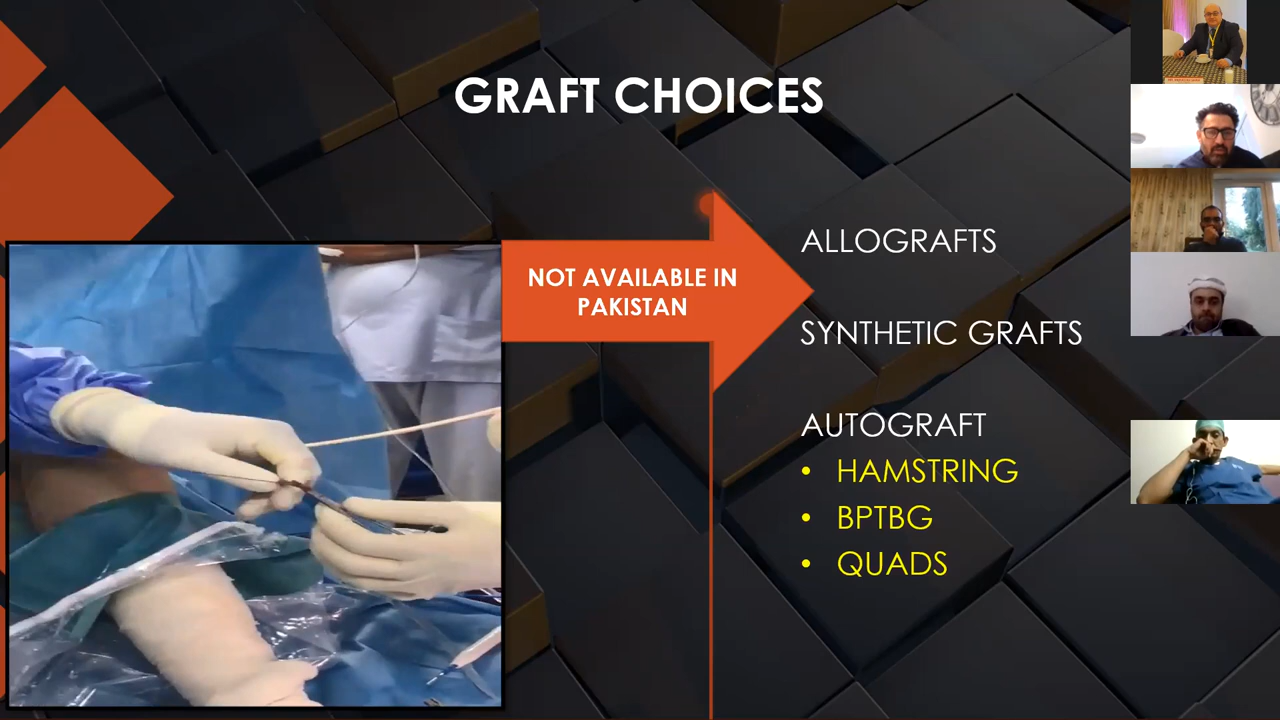 GRAFT CHOICES
NOT AVAILABLE IN
PAKISTAN
ALLOGRAFTS
SYNTHETIC GRAFTS
AUTOGRAFT
• HAMSTRING
• BPTBG
• QUADS